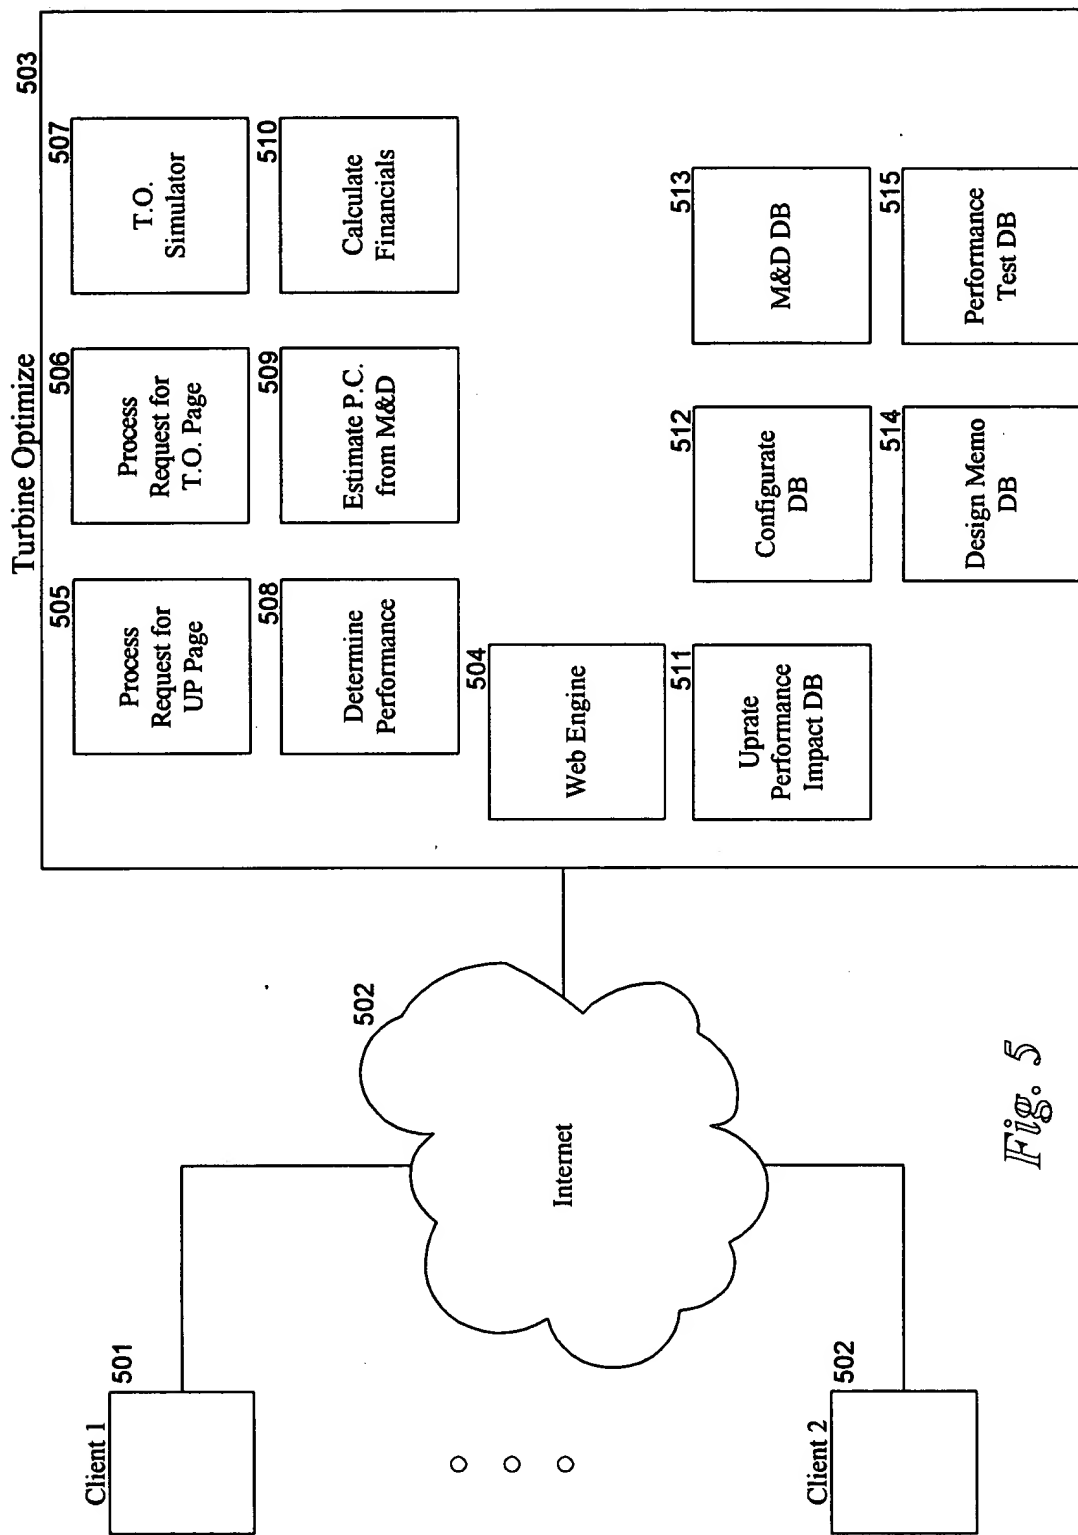 Turbine Optimize
503
505
Process
Request for
UP Page
506
Process
Request for
T.O. Page
507
T.O.
Simulator
508
Determine
Performance
509
Estimate P.C.
from M&D
510
Calculate
Financials
504
Web Engine
511
Uprate
Performance
Impact DB
512
Configurate
DB
513
M&D DB
514
Design Memo
DB
515
Performance
Test DB
502
Internet
Client 1
501
Client 2
502
Fig. 5